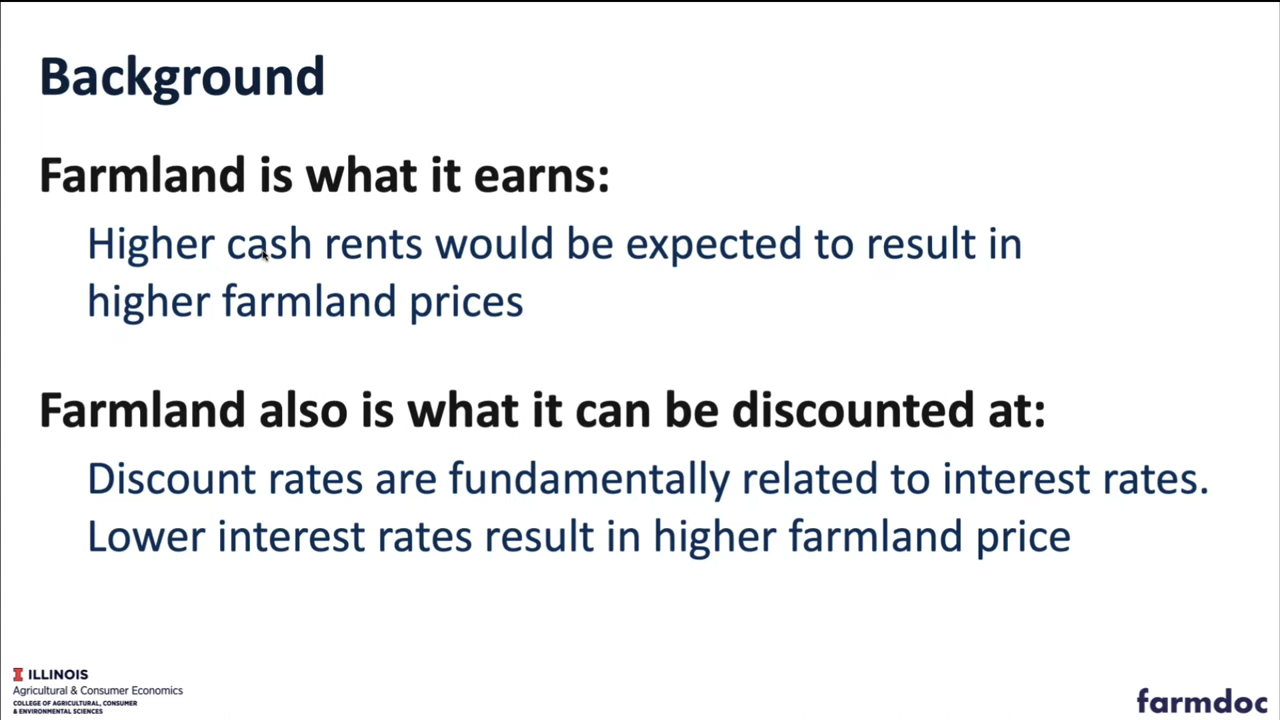 Background
Farmland is what it earns:
Higher cash rents would be expected to result in
higher farmland prices
Farmland also is what it can be discounted at:
Discount rates are fundamentally related to interest rates.
Lower interest rates result in higher farmland price
I ILLINOIS
Agricultural & Consumer Economics
COLLEGE OF AGRICULTURAL, CONSUMER
& ENVIRONMENTAL SCIENCES
farmdoc